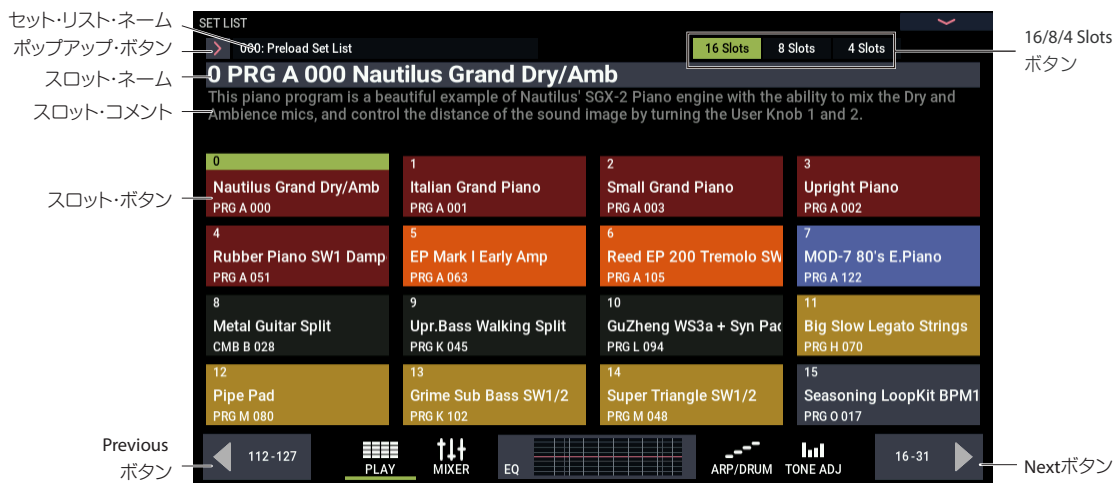 セット・リスト・ネーム
ポップアップ・ボタン
スロット・ネーム
スロット・コメント
スロット・ボタン
Previous
ボタン
16/8/4 Slots
ボタン
Nextボタン
SET LIST
000: Preload Set List
16 Slots
8 Slots
4 Slots
0 PRG A 000 Nautilus Grand Dry/Amb
This piano program is a beautiful example of Nautilus' SGX-2 Piano engine with the ability to mix the Dry and
Ambience mics, and control the distance of the sound image by turning the User Knob 1 and 2.
0
Nautilus Grand Dry/Amb
PRG A 000
1
Italian Grand Piano
PRG A 001
2
Small Grand Piano
PRG A 003
3
Upright Piano
PRG A 002
4
Rubber Piano SW1 Damp
PRG A 051
5
EP Mark I Early Amp
PRG A 063
6
Reed EP 200 Tremolo SW
PRG A 105
7
MOD-7 80's E.Piano
PRG A 122
8
Metal Guitar Split
CMB B 028
9
Upr.Bass Walking Split
PRG K 045
10
GuZheng WS3a + Syn Pad
PRG L 094
11
Big Slow Legato Strings
PRG H 070
12
Pipe Pad
PRG M 080
13
Grime Sub Bass SW1/2
PRG K 102
14
Super Triangle SW1/2
PRG M 048
15
Seasoning LoopKit BPM1
PRG O 017
112-127
PLAY
MIXER
EQ
ARP/DRUM
TONE ADJ
16-31